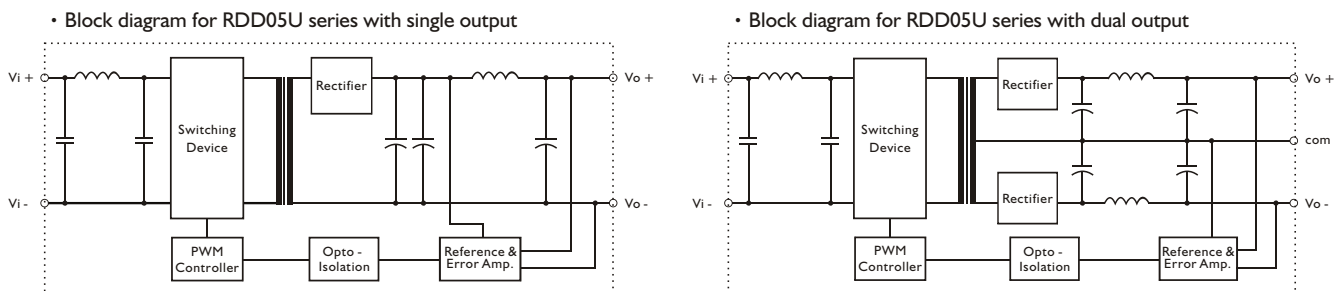 • Block diagram for RDD05U series with single output
Vi +
Rectifier
Vo +
Switching
Device
Vi -
Vo -
PWM
Controller
Opto -
Isolation
Reference &
Error Amp.
• Block diagram for RDD05U series with dual output
Vi +
Rectifier
Vo +
Switching
Device
com
Rectifier
Vi -
Vo -
PWM
Controller
Opto -
Isolation
Reference &
Error Amp.